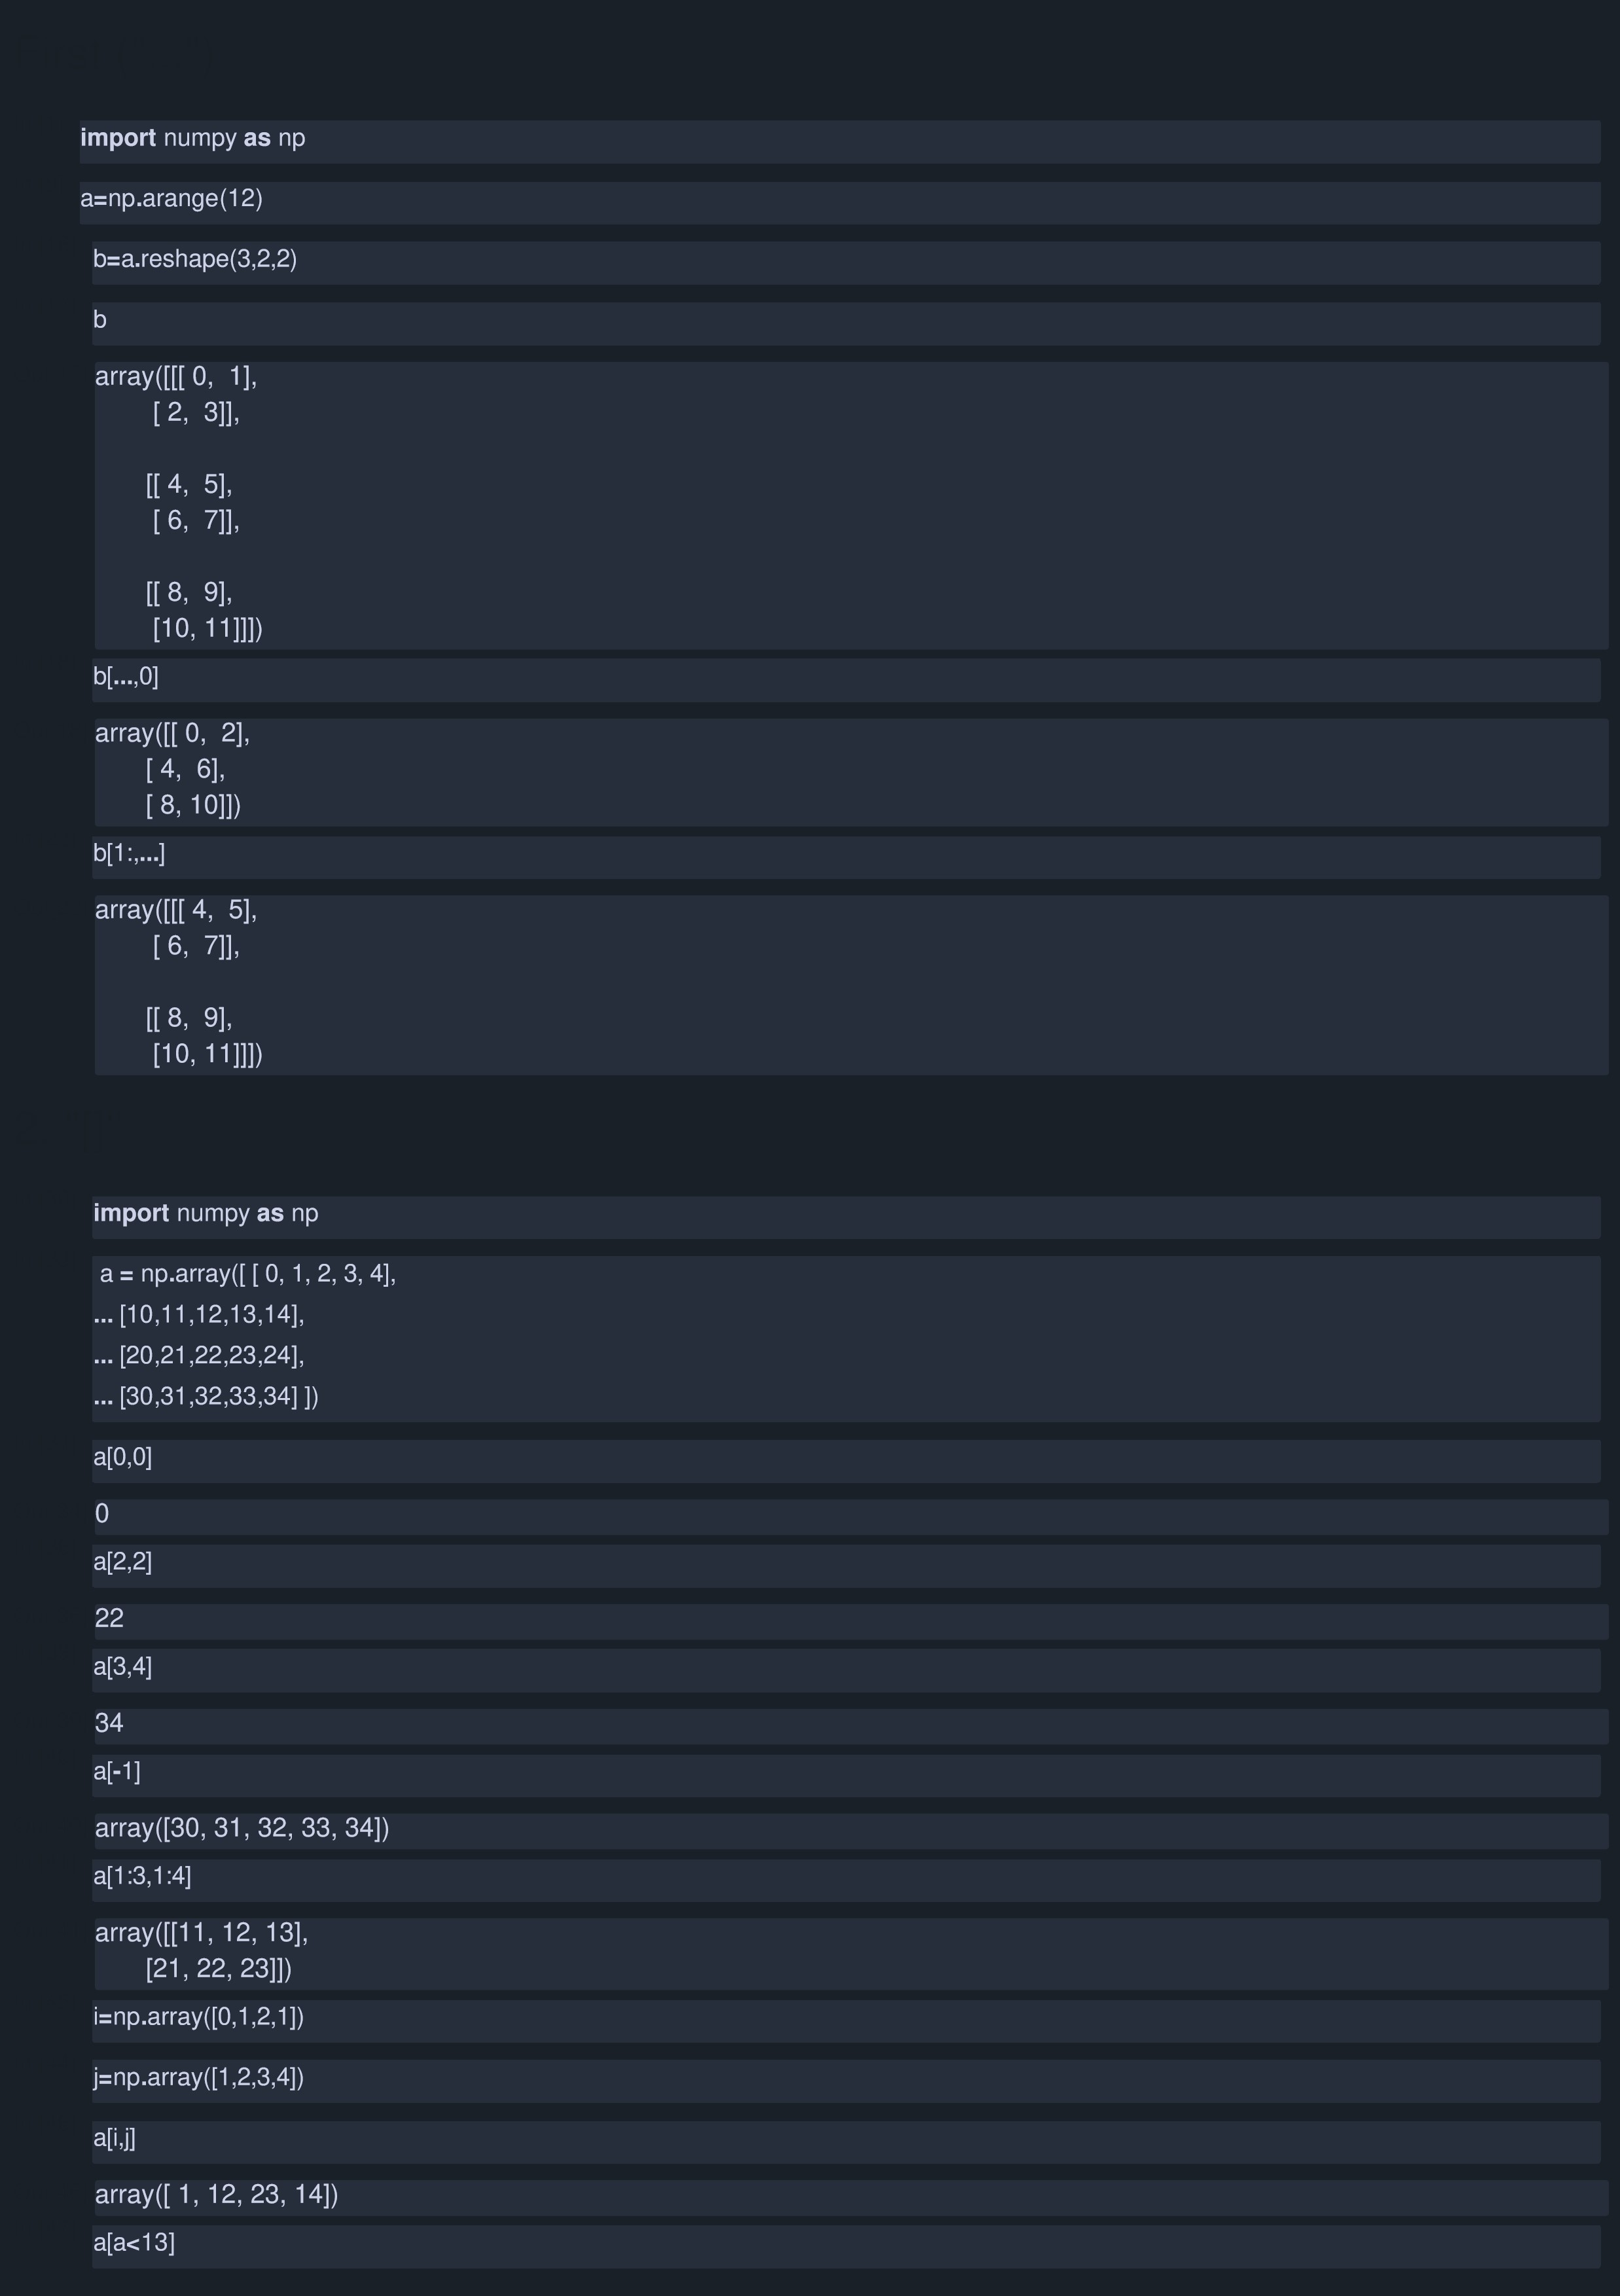 import numpy as np
a=np.arange(12)
b=a.reshape(3,2,2)
b
array([[[ 0,  1],
        [ 2,  3]],
       [[ 4,  5],
        [ 6,  7]],
       [[ 8,  9],
        [10, 11]]])
b[...,0]
array([[ 0,  2],
       [ 4,  6],
       [ 8, 10]])
b[1:,...]
array([[[ 4,  5],
        [ 6,  7]],
       [[ 8,  9],
        [10, 11]]])
import numpy as np
a = np.array([ [ 0, 1, 2, 3, 4],
... [10,11,12,13,14],
... [20,21,22,23,24],
... [30,31,32,33,34] ])
a[0,0]
0
a[2,2]
22
a[3,4]
34
a[-1]
array([30, 31, 32, 33, 34])
a[1:3,1:4]
array([[11, 12, 13],
       [21, 22, 23]])
i=np.array([0,1,2,1])
j=np.array([1,2,3,4])
a[i,j]
array([ 1, 12, 23, 14])
a[a<13]